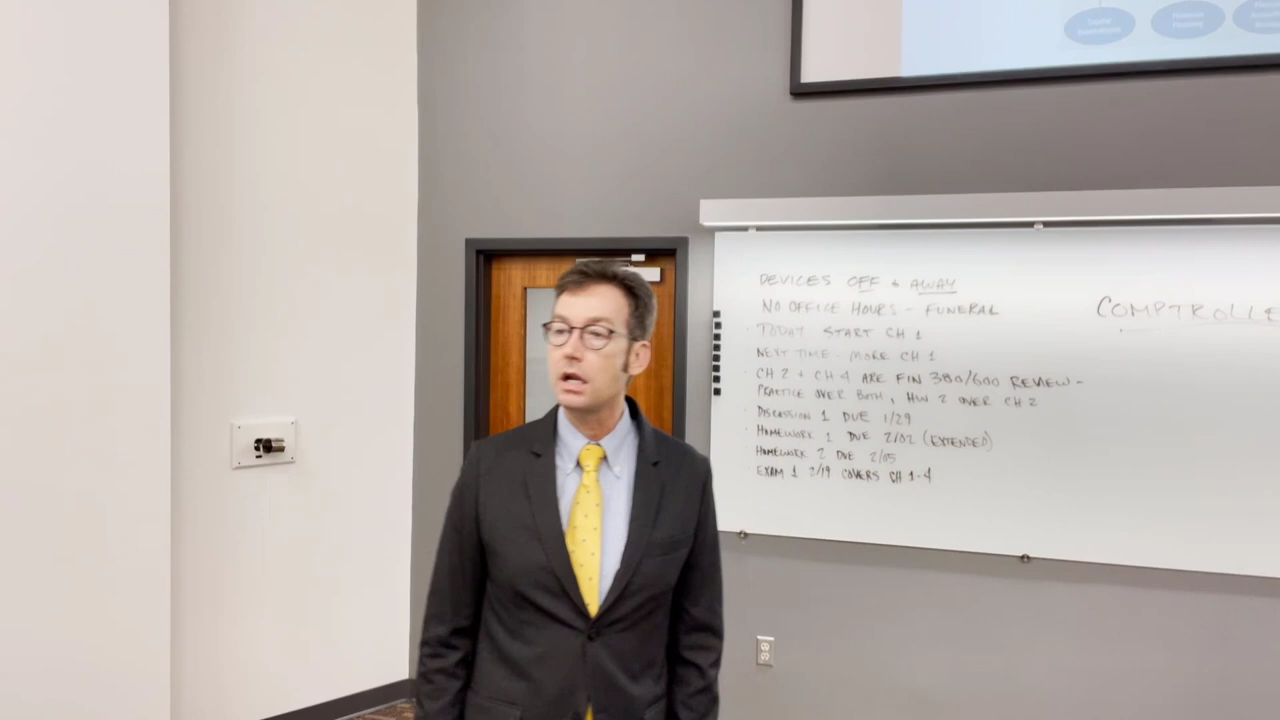 DEVICES OFF & AWAY
NO OFFICE HOURS - FUNERAL
COMPTROLLE
· TODAY START CH 1
NEXT TIME - MORE CH 1
· CH 2 + CH 4 ARE FIN 380/600 REVIEW -
PRACTICE OVER BOTH, HW 2 OVER CH 2
· DISCUSSION 1 DUE 1/29
· HOMEWORK 1 DUE 2/02 (EXTENDED)
HOMEWORK 2 DUE 2/05
· EXAM 1 2/19 COVERS CH 1-4